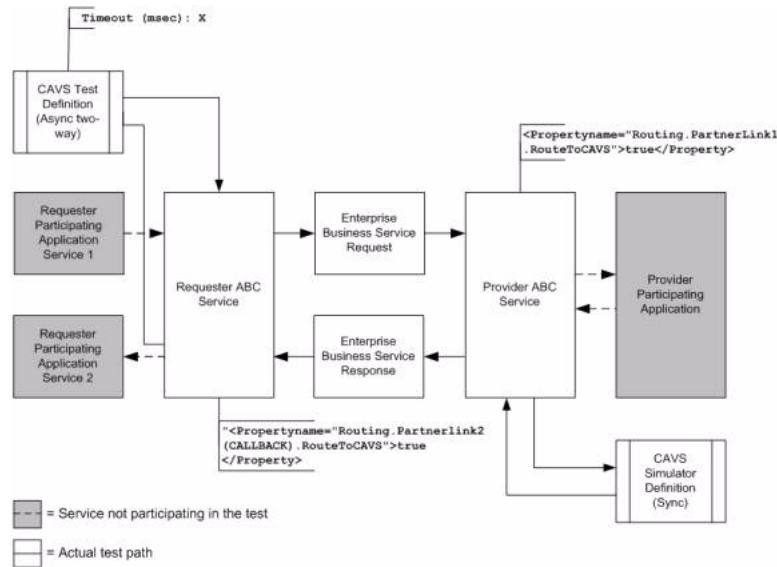 Timeout (msec): X
CAVS Test
Definition
(Async two-
way)
<Propertyname="Routing.PartnerLink1
.RouteToCAVS">true</Property>
Requester
Participating
Application
Service 1
Requester ABC
Service
Enterprise
Business Service
Request
Provider ABC
Service
Provider
Participating
Application
Requester
Participating
Application
Service 2
Enterprise
Business Service
Response
"<Propertyname="Routing.Partnerlink2
(CALLBACK).RouteToCAVS">true
</Property>
CAVS
Simulator
Definition
(Sync)
= Service not participating in the test
= Actual test path